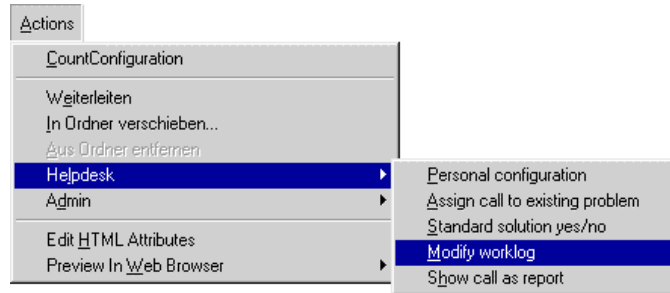 Actions
CountConfiguration
Weiterleiten
In Ordner verschieben...
Aus Ordner entfernen
Helpdesk
Admin
Edit HTML Attributes
Preview In Web Browser
Personal configuration
Assign call to existing problem
Standard solution yes/no
Modify worklog
Show call as report